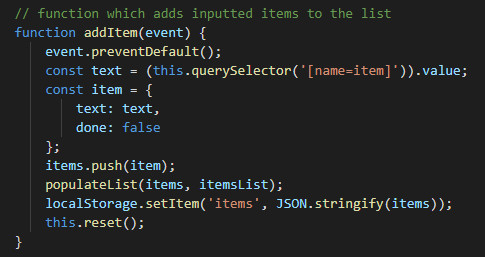 // function which adds inputted items to the list
function addItem(event) {
    event.preventDefault();
    const text = (this.querySelector('[name=item]')).value;
    const item = {
        text: text,
        done: false
    };
    items.push(item);
    populateList(items, itemsList);
    localStorage.setItem('items', JSON.stringify(items));
    this.reset();
}